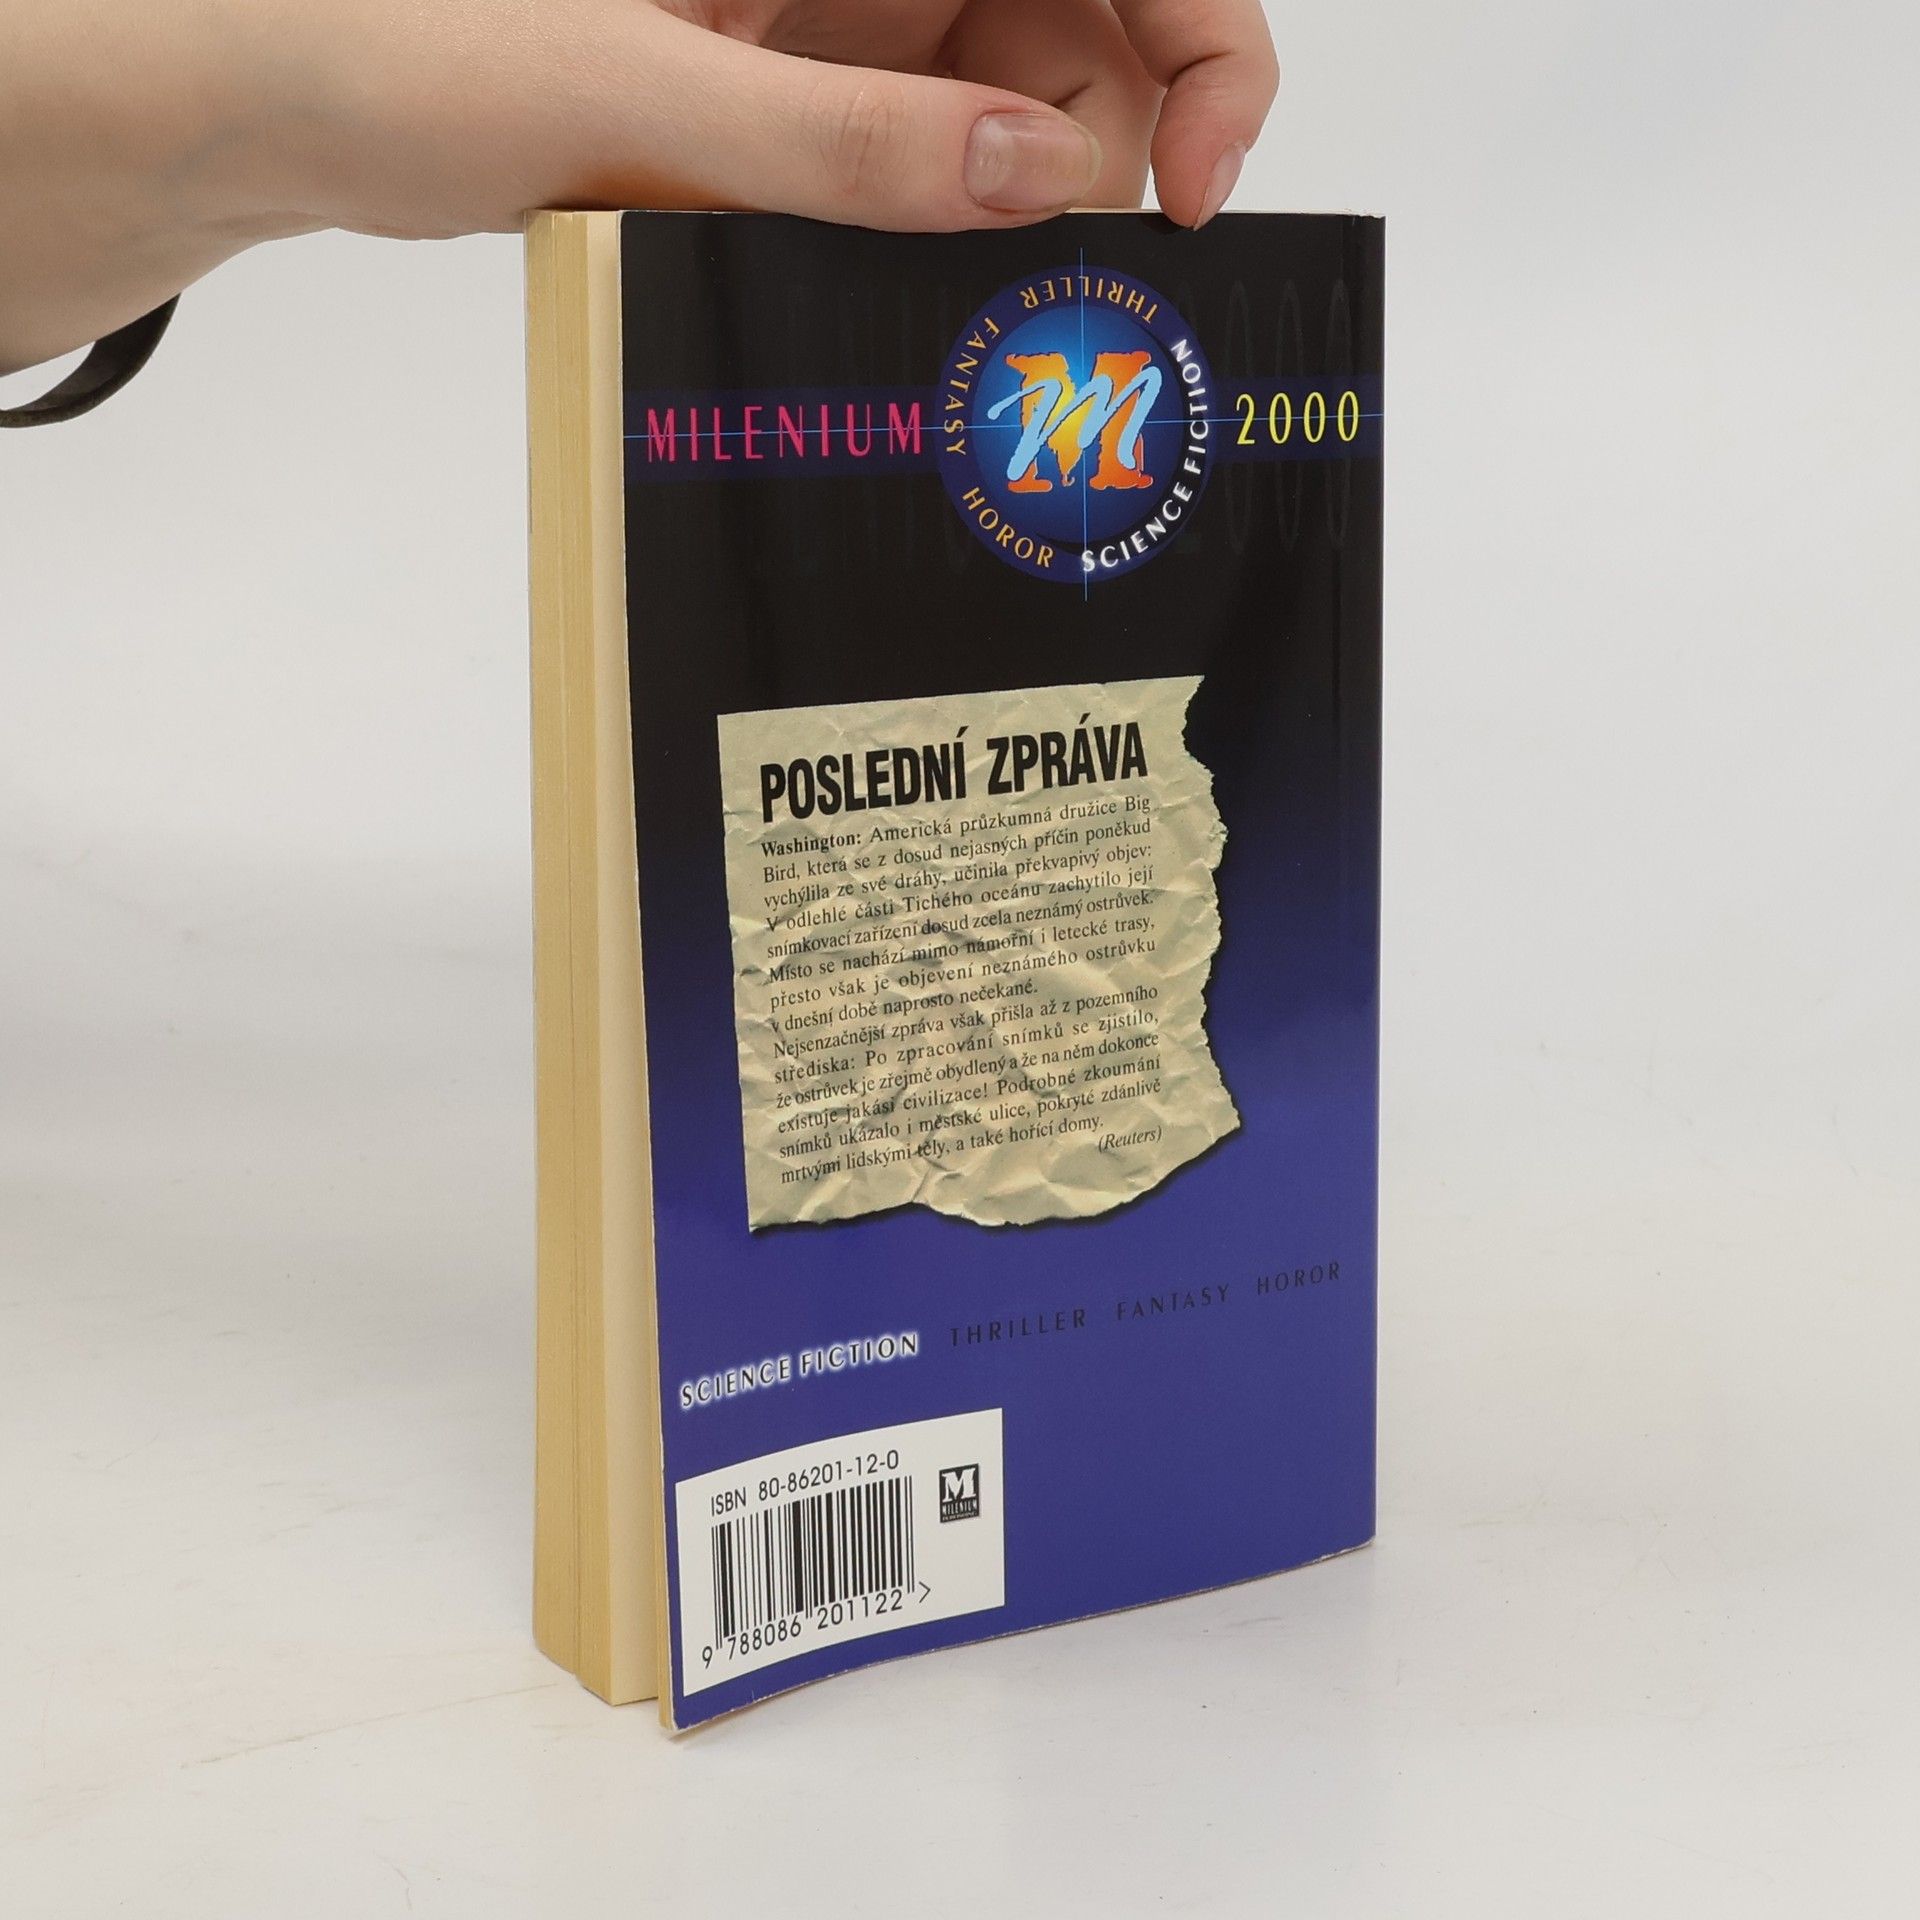 MILENIUM 2000
THRILLER
FANTASY
HOROR
SCIENCE FICTION
M
m
POSLEDNÍ ZPRÁVA
Washington: Americká průzkumná družice Big
Bird, která se z dosud nejasných příčin poněkud
vychýlila ze své dráhy, učinila překvapivý objev:
V odlehlé části Tichého oceánu zachytilo její
snímkovací zařízení dosud zcela neznámý ostrůvek.
Místo se nachází mimo námořní i letecké trasy,
přesto však je objevení neznámého ostrůvku
v dnešní době naprosto nečekané.
Nejsenzačnější zpráva však přišla až z pozemního
střediska: Po zpracování snímků se zjistilo,
že ostrůvek je zřejmě obydlený a že na něm dokonce
existuje jakási civilizace! Podrobné zkoumání
snímků ukázalo i městské ulice, pokryté zdánlivě
mrtvými lidskými těly, a také hořící domy.
(Reuters)
SCIENCE FICTION THRILLER FANTASY HOROR
ISBN 80-86201-12-0
M
MILENIUM
9 788086 201122 >